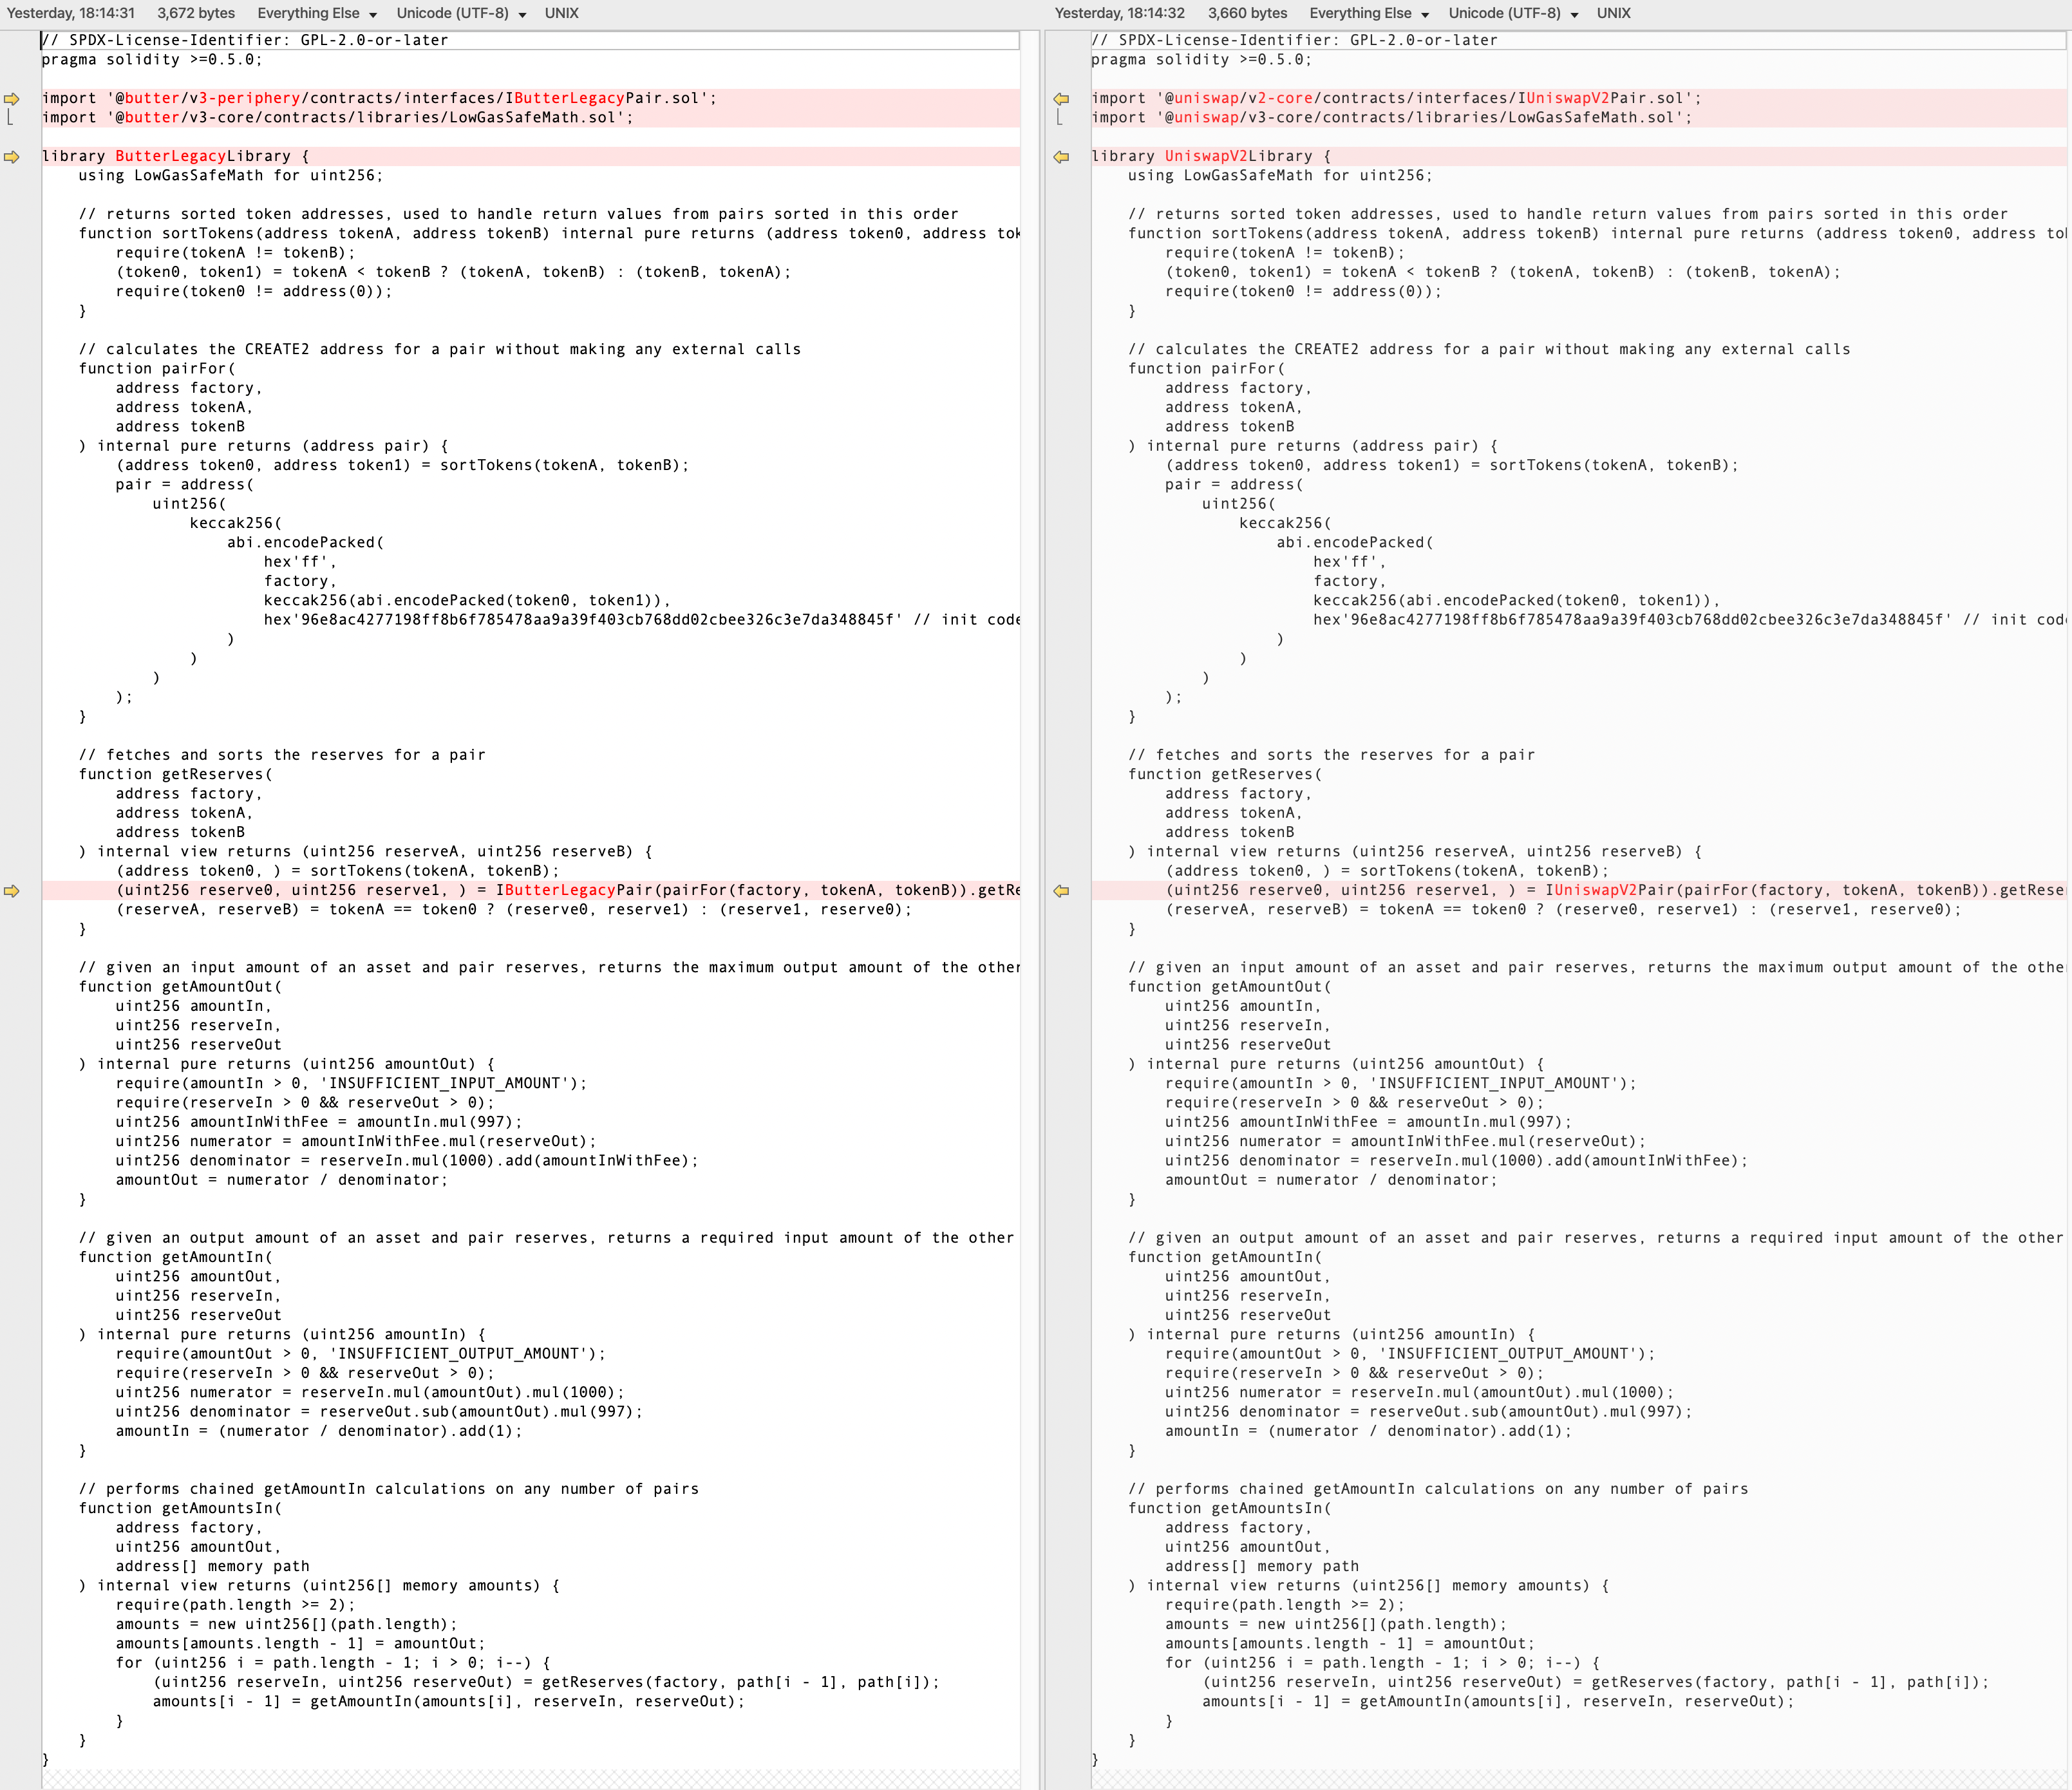 Yesterday, 18:14:31 3,672 bytes Everything Else Unicode (UTF-8) UNIX
// SPDX-License-Identifier: GPL-2.0-or-later
pragma solidity >=0.5.0;
import '@butter/v3-periphery/contracts/interfaces/IButterLegacyPair.sol';
import '@butter/v3-core/contracts/libraries/LowGasSafeMath.sol';
library ButterLegacyLibrary {
using LowGasSafeMath for uint256;
// returns sorted token addresses, used to handle return values from pairs sorted in this order
function sortTokens(address tokenA, address tokenB) internal pure returns (address token0, address tok
require(tokenA != tokenB);
(token0, token1) = tokenA < tokenB ? (tokenA, tokenB) : (tokenB, tokenA);
require(token0 != address(0));
}
// calculates the CREATE2 address for a pair without making any external calls
function pairFor(
address factory,
address tokenA,
address tokenB
) internal pure returns (address pair) {
(address token0, address token1) = sortTokens(tokenA, tokenB);
pair = address(
uint256(
keccak256(
abi.encodePacked(
hex'ff',
factory,
keccak256(abi.encodePacked(token0, token1)),
hex'96e8ac4277198ff8b6f785478aa9a39f403cb768dd02cbee326c3e7da348845f' // init code
)
)
)
);
}
// fetches and sorts the reserves for a pair
function getReserves(
address factory,
address tokenA,
address tokenB
) internal view returns (uint256 reserveA, uint256 reserveB) {
(address token0, ) = sortTokens(tokenA, tokenB);
(uint256 reserve0, uint256 reserve1, ) = IButterLegacyPair(pairFor(factory, tokenA, tokenB)).getRe
(reserveA, reserveB) = tokenA == token0 ? (reserve0, reserve1) : (reserve1, reserve0);
}
// given an input amount of an asset and pair reserves, returns the maximum output amount of the other
function getAmountOut(
uint256 amountIn,
uint256 reserveIn,
uint256 reserveOut
) internal pure returns (uint256 amountOut) {
require(amountIn > 0, 'INSUFFICIENT_INPUT_AMOUNT');
require(reserveIn > 0 && reserveOut > 0);
uint256 amountInWithFee = amountIn.mul(997);
uint256 numerator = amountInWithFee.mul(reserveOut);
uint256 denominator = reserveIn.mul(1000).add(amountInWithFee);
amountOut = numerator / denominator;
}
// given an output amount of an asset and pair reserves, returns a required input amount of the other
function getAmountIn(
uint256 amountOut,
uint256 reserveIn,
uint256 reserveOut
) internal pure returns (uint256 amountIn) {
require(amountOut > 0, 'INSUFFICIENT_OUTPUT_AMOUNT');
require(reserveIn > 0 && reserveOut > 0);
uint256 numerator = reserveIn.mul(amountOut).mul(1000);
uint256 denominator = reserveOut.sub(amountOut).mul(997);
amountIn = (numerator / denominator).add(1);
}
// performs chained getAmountIn calculations on any number of pairs
function getAmountsIn(
address factory,
uint256 amountOut,
address[] memory path
) internal view returns (uint256[] memory amounts) {
require(path.length >= 2);
amounts = new uint256[](path.length);
amounts[amounts.length - 1] = amountOut;
for (uint256 i = path.length - 1; i > 0; i--) {
(uint256 reserveIn, uint256 reserveOut) = getReserves(factory, path[i - 1], path[i]);
amounts[i - 1] = getAmountIn(amounts[i], reserveIn, reserveOut);
}
}
}
Yesterday, 18:14:32 3,660 bytes Everything Else Unicode (UTF-8) UNIX
// SPDX-License-Identifier: GPL-2.0-or-later
pragma solidity >=0.5.0;
import '@uniswap/v2-core/contracts/interfaces/IUniswapV2Pair.sol';
import '@uniswap/v3-core/contracts/libraries/LowGasSafeMath.sol';
library UniswapV2Library {
using LowGasSafeMath for uint256;
// returns sorted token addresses, used to handle return values from pairs sorted in this order
function sortTokens(address tokenA, address tokenB) internal pure returns (address token0, address tol
require(tokenA != tokenB);
(token0, token1) = tokenA < tokenB ? (tokenA, tokenB) : (tokenB, tokenA);
require(token0 != address(0));
}
// calculates the CREATE2 address for a pair without making any external calls
function pairFor(
address factory,
address tokenA,
address tokenB
) internal pure returns (address pair) {
(address token0, address token1) = sortTokens(tokenA, tokenB);
pair = address(
uint256(
keccak256(
abi.encodePacked(
hex'ff',
factory,
keccak256(abi.encodePacked(token0, token1)),
hex'96e8ac4277198ff8b6f785478aa9a39f403cb768dd02cbee326c3e7da348845f' // init cod
)
)
)
);
}
// fetches and sorts the reserves for a pair
function getReserves(
address factory,
address tokenA,
address tokenB
) internal view returns (uint256 reserveA, uint256 reserveB) {
(address token0, ) = sortTokens(tokenA, tokenB);
(uint256 reserve0, uint256 reserve1, ) = IUniswapV2Pair(pairFor(factory, tokenA, tokenB)).getRese
(reserveA, reserveB) = tokenA == token0 ? (reserve0, reserve1) : (reserve1, reserve0);
}
// given an input amount of an asset and pair reserves, returns the maximum output amount of the othe
function getAmountOut(
uint256 amountIn,
uint256 reserveIn,
uint256 reserveOut
) internal pure returns (uint256 amountOut) {
require(amountIn > 0, 'INSUFFICIENT_INPUT_AMOUNT');
require(reserveIn > 0 && reserveOut > 0);
uint256 amountInWithFee = amountIn.mul(997);
uint256 numerator = amountInWithFee.mul(reserveOut);
uint256 denominator = reserveIn.mul(1000).add(amountInWithFee);
amountOut = numerator / denominator;
}
// given an output amount of an asset and pair reserves, returns a required input amount of the other
function getAmountIn(
uint256 amountOut,
uint256 reserveIn,
uint256 reserveOut
) internal pure returns (uint256 amountIn) {
require(amountOut > 0, 'INSUFFICIENT_OUTPUT_AMOUNT');
require(reserveIn > 0 && reserveOut > 0);
uint256 numerator = reserveIn.mul(amountOut).mul(1000);
uint256 denominator = reserveOut.sub(amountOut).mul(997);
amountIn = (numerator / denominator).add(1);
}
// performs chained getAmountIn calculations on any number of pairs
function getAmountsIn(
address factory,
uint256 amountOut,
address[] memory path
) internal view returns (uint256[] memory amounts) {
require(path.length >= 2);
amounts = new uint256[](path.length);
amounts[amounts.length - 1] = amountOut;
for (uint256 i = path.length - 1; i > 0; i--) {
(uint256 reserveIn, uint256 reserveOut) = getReserves(factory, path[i - 1], path[i]);
amounts[i - 1] = getAmountIn(amounts[i], reserveIn, reserveOut);
}
}
}